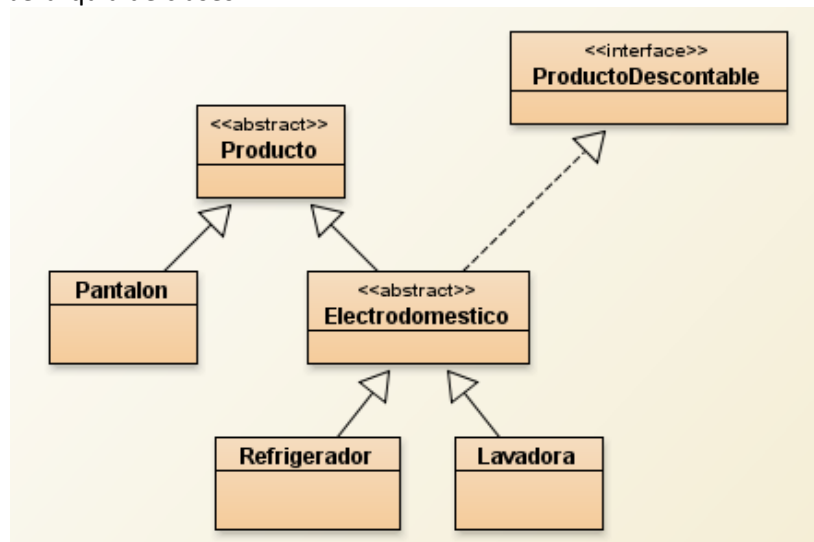 <<interface>>
ProductoDescontable
<<abstract>>
Producto
Pantalon
<<abstract>>
Electrodomestico
Refrigerador
Lavadora